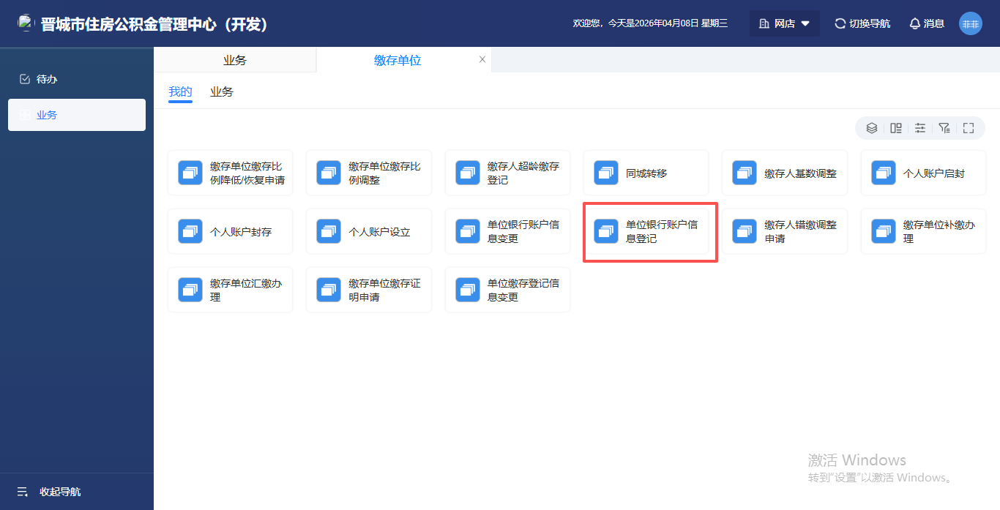 晋城市住房公积金管理中心（开发）
欢迎您，今天是2026年04月08日 星期三
网店
切换导航
消息
菲菲
待办
业务
收起导航
业务
缴存单位
我的
业务
缴存单位缴存比
例降低/恢复申请
缴存单位缴存比
例调整
缴存人超龄缴存
登记
同城转移
缴存人基数调整
个人账户启封
个人账户封存
个人账户设立
单位银行账户信
息变更
单位银行账户信
息登记
缴存人错缴调整
申请
缴存单位补缴办
理
缴存单位汇缴办
理
缴存单位缴存证
明申请
单位缴存登记信
息变更
激活 Windows
转到"设置"以激活 Windows。